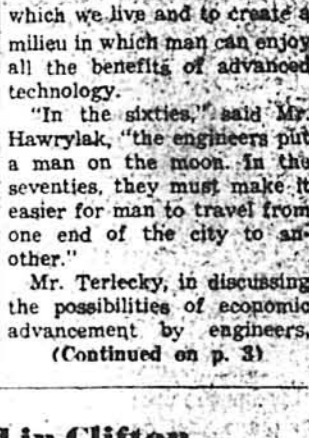 which we live and to create a
milieu in which man can enjoy
all the benefits of advanced
technology.
"In the sixties," said Mr.
Hawrylak, "the engineers put
a man on the moon. In the
seventies, they must make it
easier for man to travel from
one end of the city to an-
other."
Mr. Terlecky, in discussing
the possibilities of economic
advancement by engineers,
(Continued on p. 3)
in Clifton